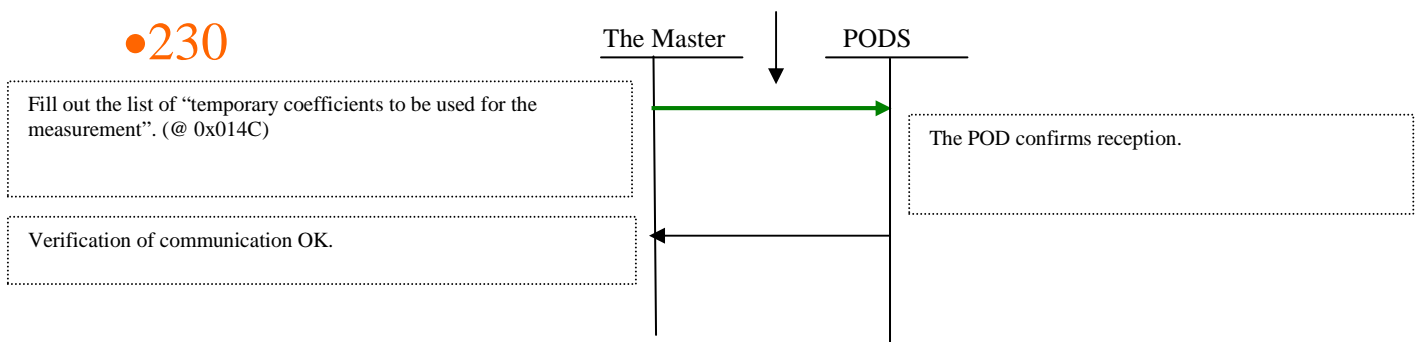 •230
The Master
PODS
Fill out the list of “temporary coefficients to be used for the
measurement”. (@ 0x014C)
The POD confirms reception.
Verification of communication OK.